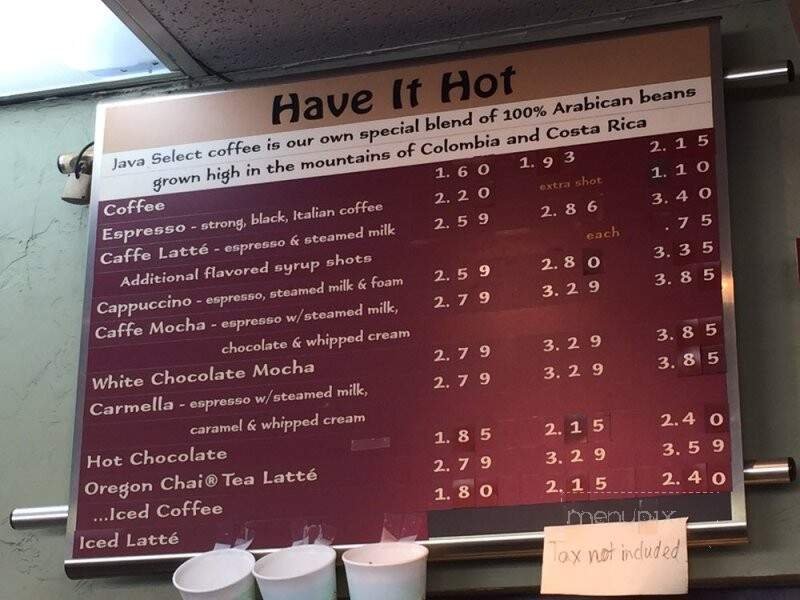 Have It Hot
Java Select coffee is our own special blend of 100% Arabican beans
grown high in the mountains of Colombia and Costa Rica
Coffee 1.60 1.93 2.15
Espresso - strong, black, Italian coffee 2.20 extra shot 1.10
Caffe Latté - espresso & steamed milk 2.59 2.86 3.40
Additional flavored syrup shots each .75
Cappuccino - espresso, steamed milk & foam 2.59 2.80 3.35
Caffe Mocha - espresso w/steamed milk, 2.79 3.29 3.85
chocolate & whipped cream
White Chocolate Mocha 2.79 3.29 3.85
Carmella - espresso w/steamed milk, 2.79 3.29 3.85
caramel & whipped cream
Hot Chocolate 1.85 2.15 2.40
Oregon Chai® Tea Latté 2.79 3.29 3.59
...Iced Coffee 1.80 2.15 2.40
Iced Latté
menupix
Tax not included